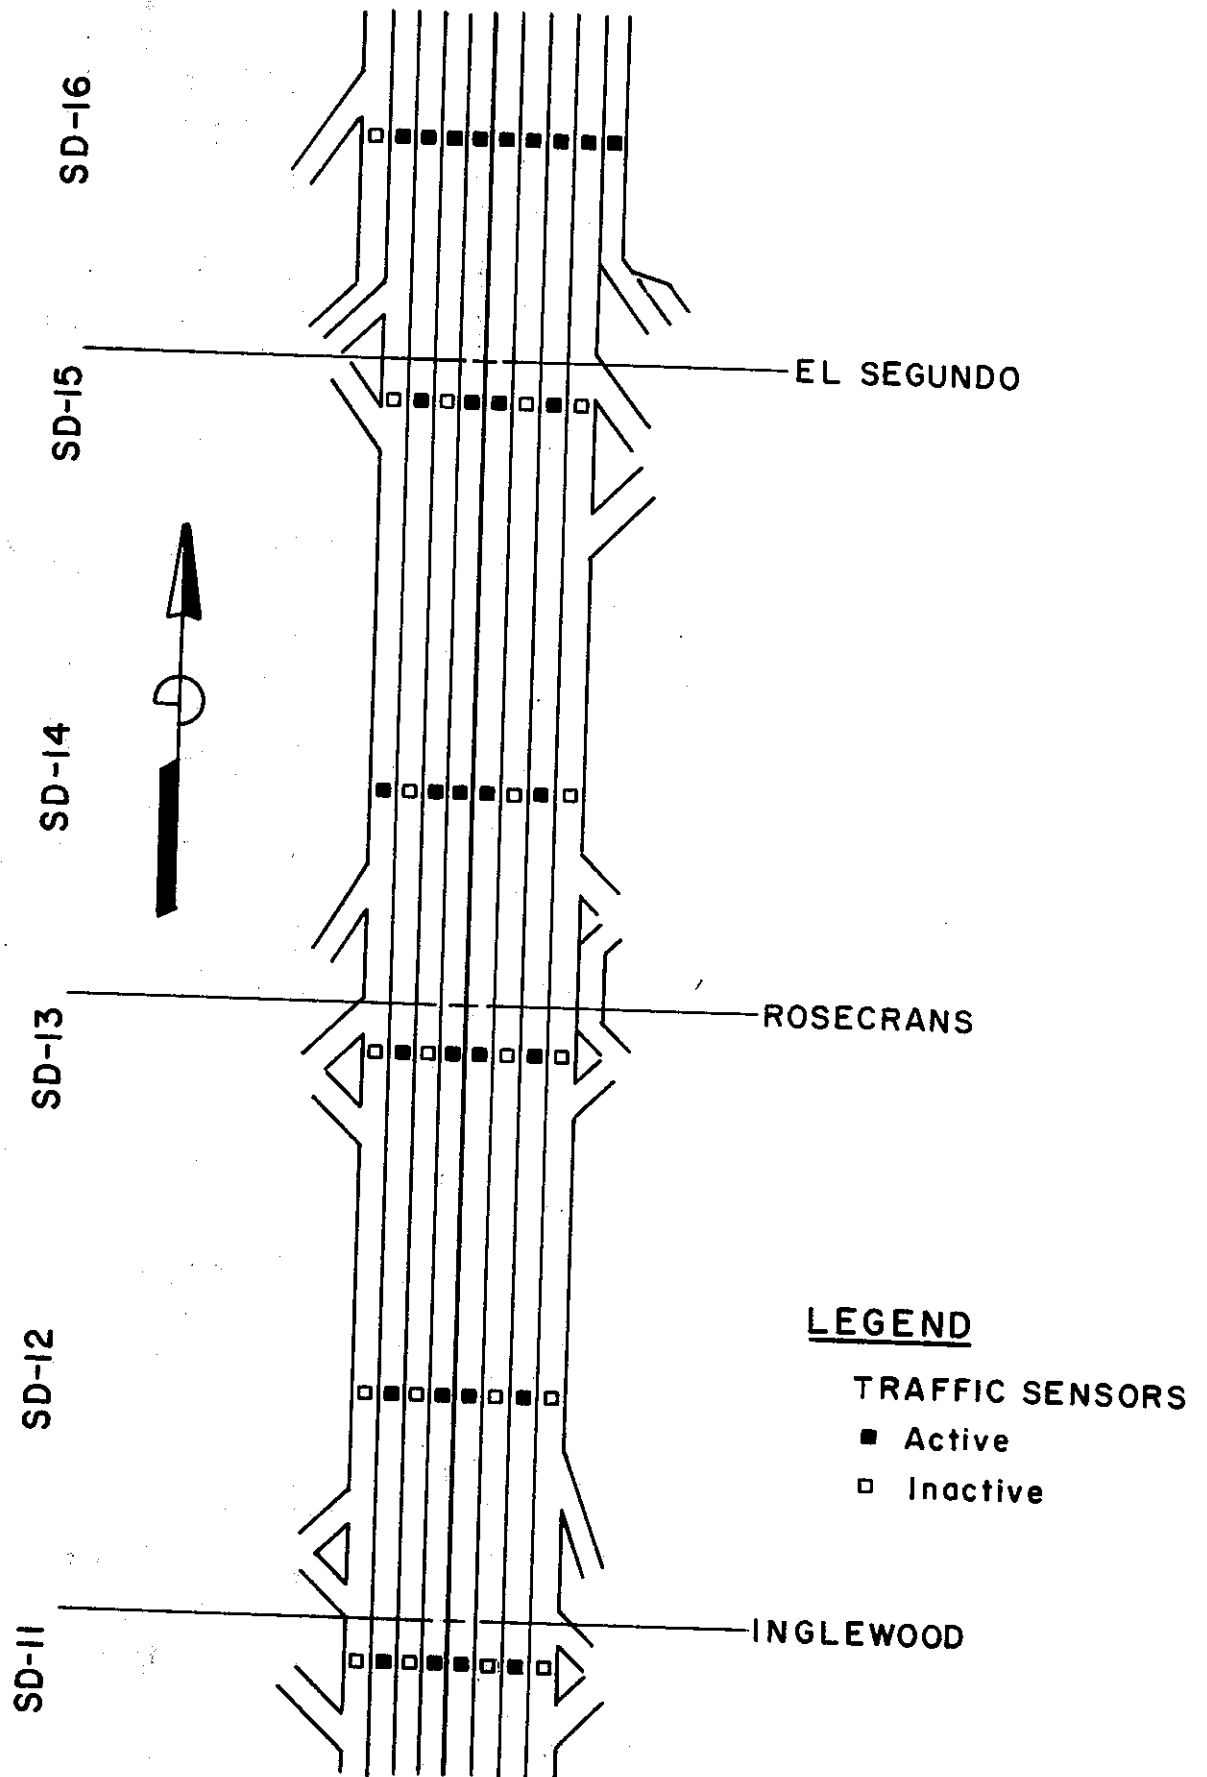 SD-16
EL SEGUNDO
SD-15
SD-14
ROSECRANS
SD-13
LEGEND
SD-12
TRAFFIC SENSORS
Active
Inactive
INGLEWOOD
SD-11